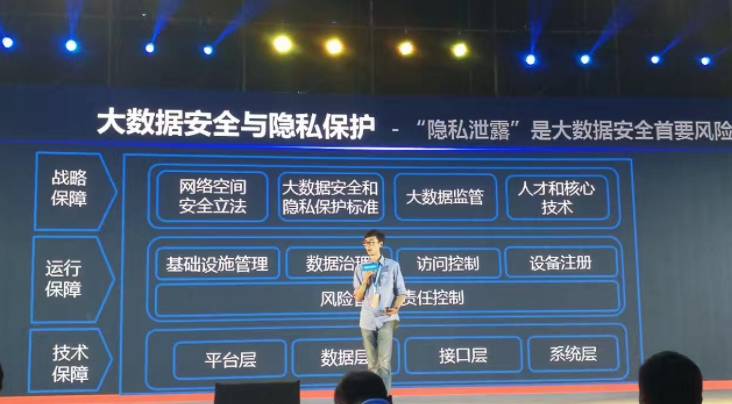 大数据安全与隐私保护 - “隐私泄露”是大数据安全首要风险
战略
保障
网络空间
安全立法
大数据安全和
隐私保护标准
大数据监管
人才和核心
技术
运行
保障
基础设施管理
数据治理
访问控制
设备注册
风险
责任控制
技术
保障
平台层
数据层
接口层
系统层